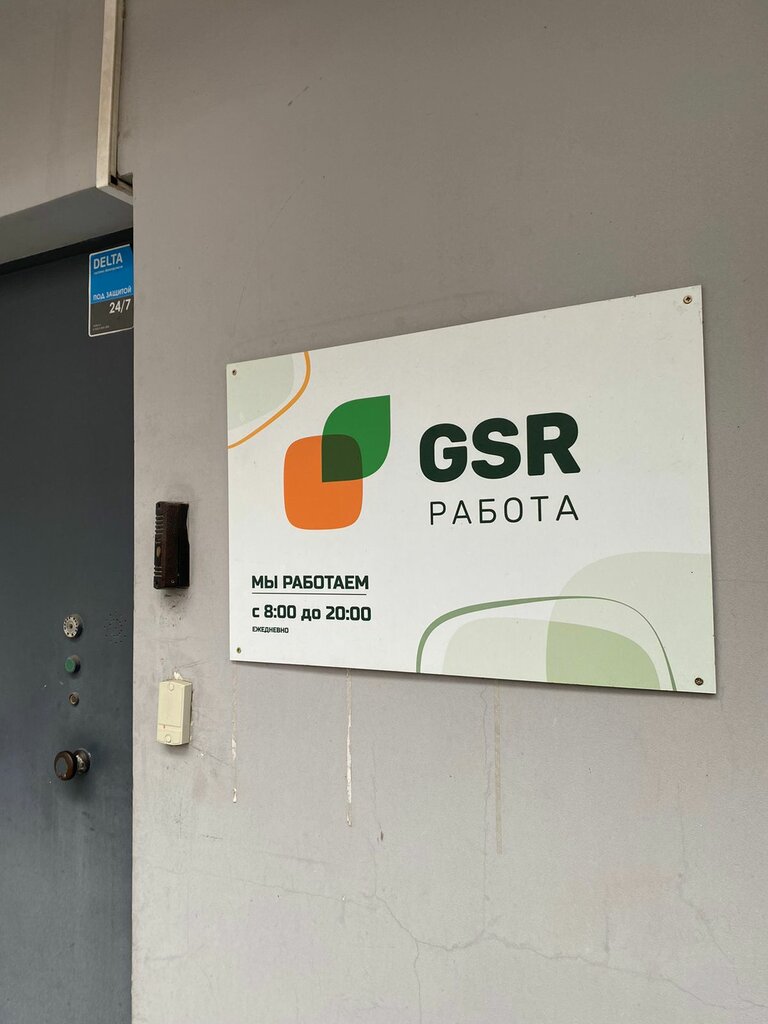 DELTA
ПОД ЗАЩИТОЙ
24/7
GSR
РАБОТА
МЫ РАБОТАЕМ
с 8:00 до 20:00
ЕЖЕДНЕВНО